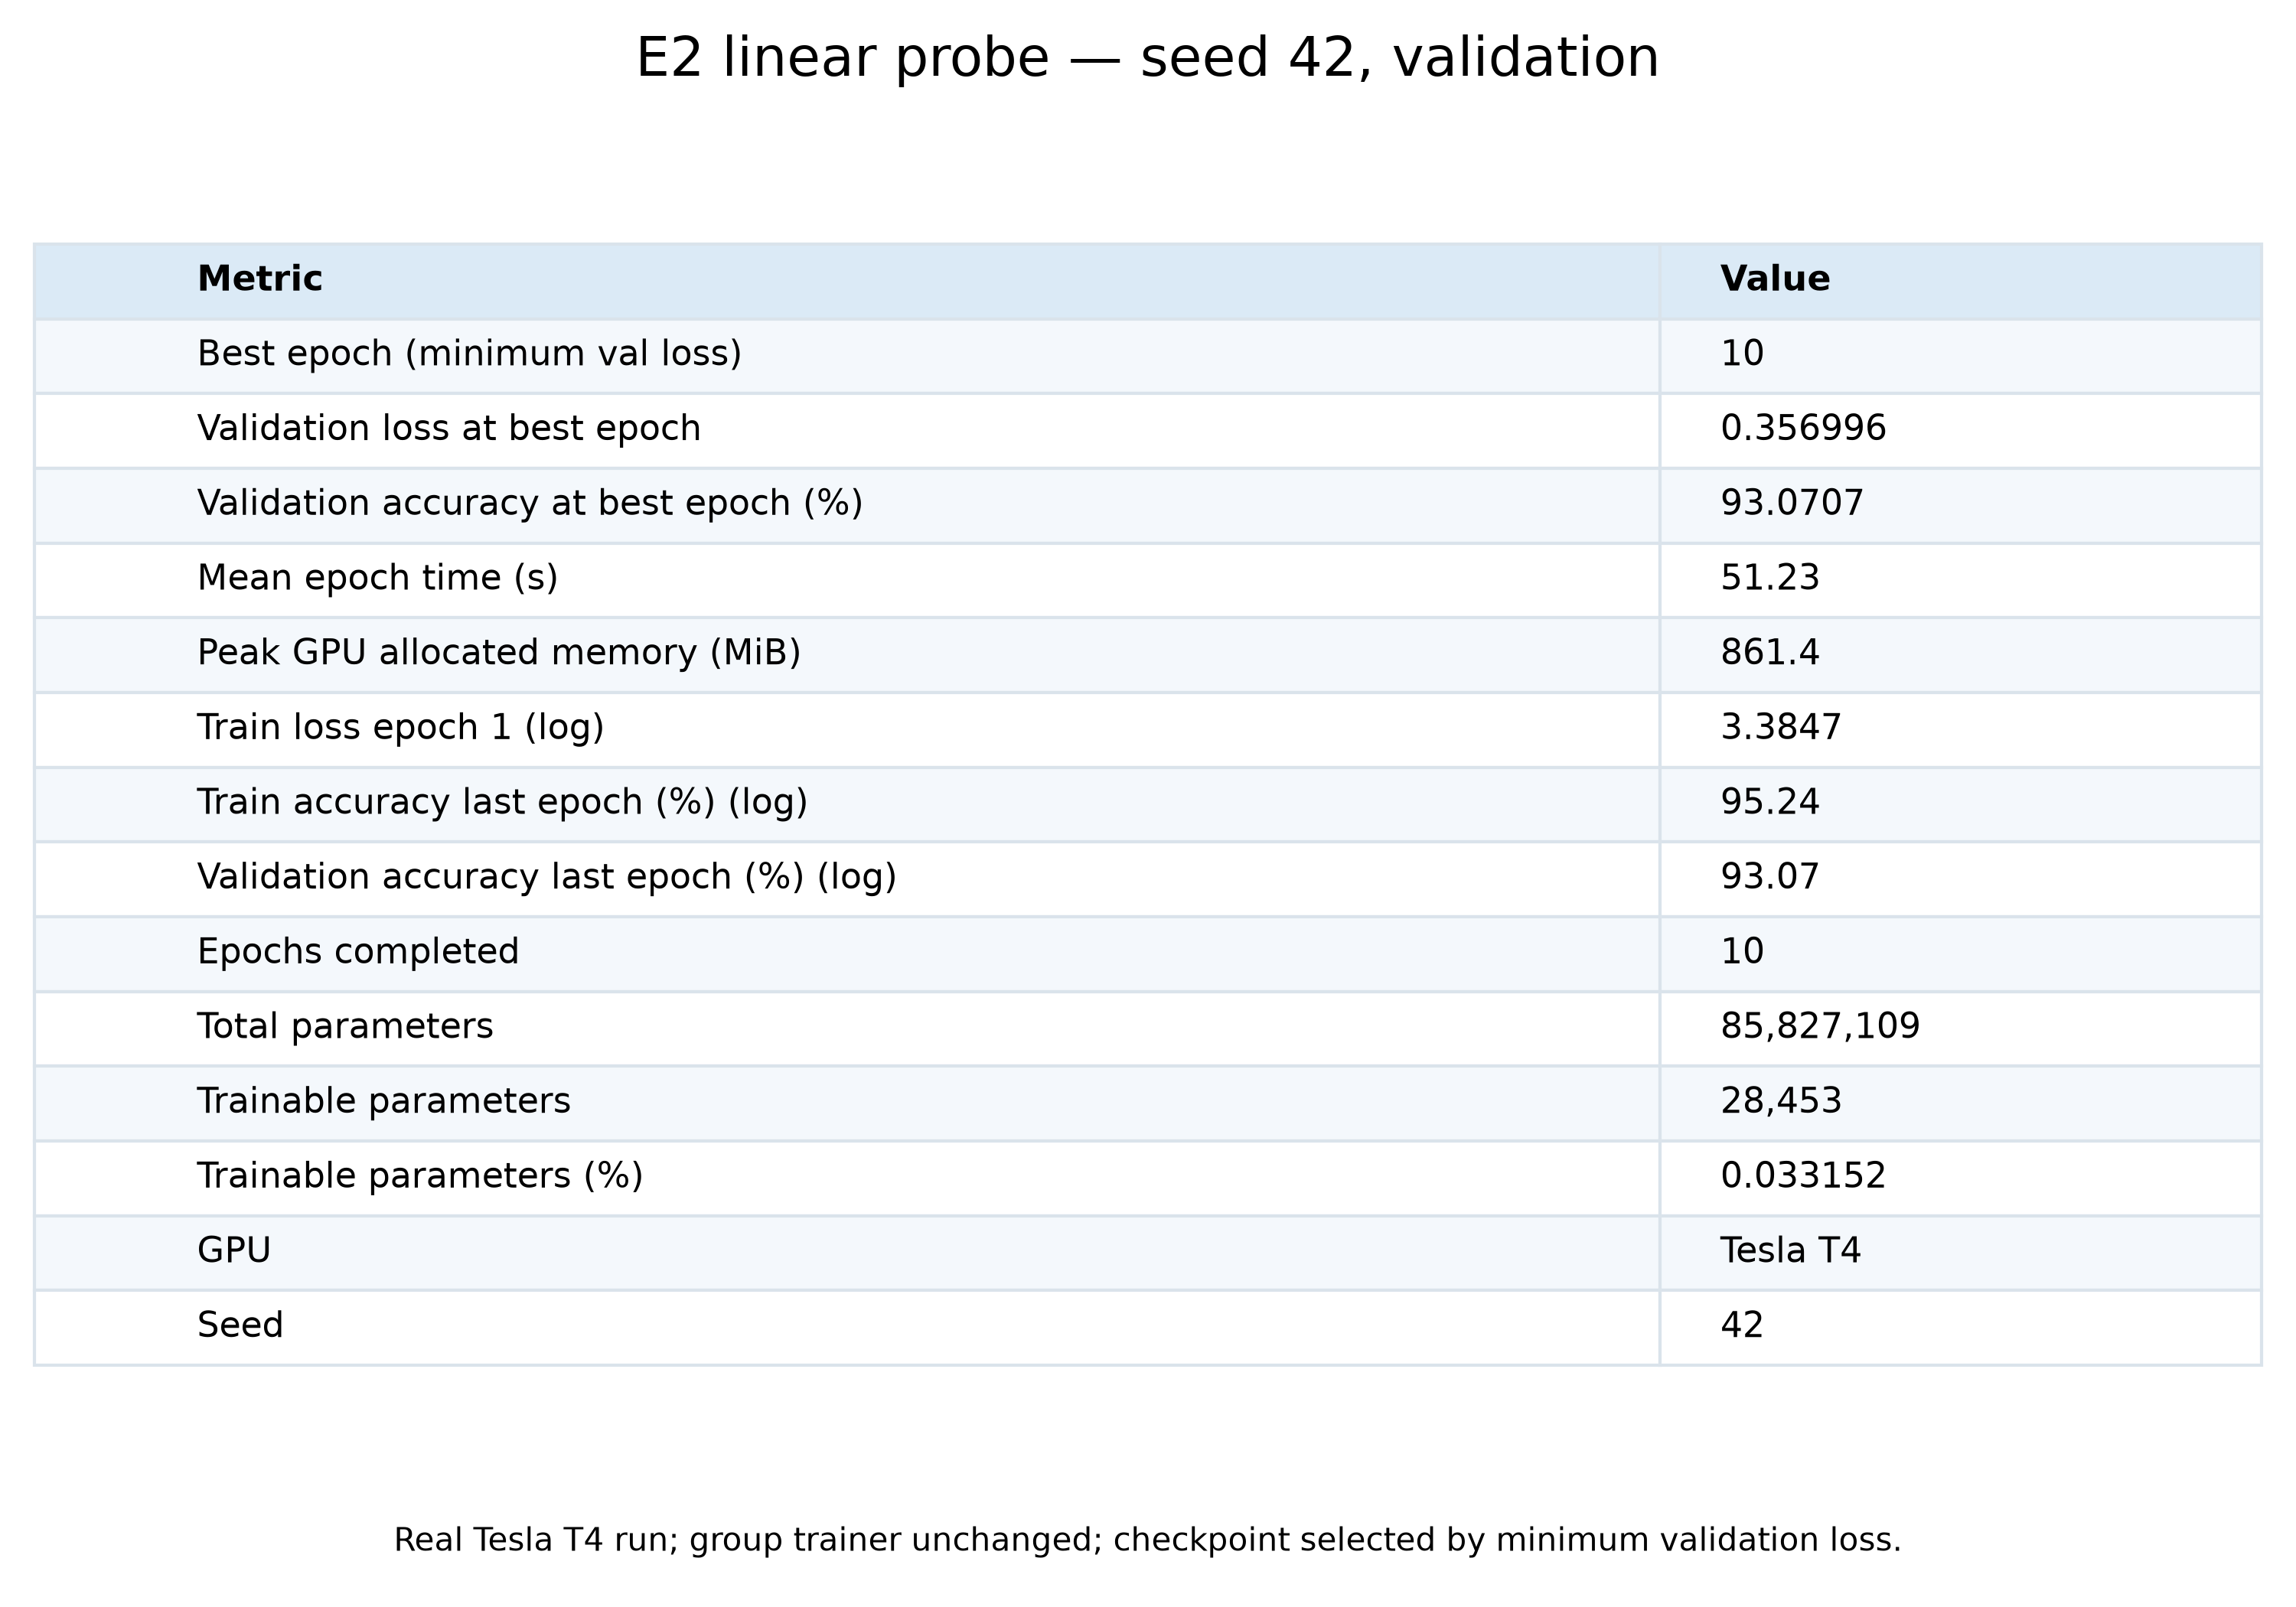 E2 linear probe — seed 42, validation
Metric Value
Best epoch (minimum val loss) 10
Validation loss at best epoch 0.356996
Validation accuracy at best epoch (%) 93.0707
Mean epoch time (s) 51.23
Peak GPU allocated memory (MiB) 861.4
Train loss epoch 1 (log) 3.3847
Train accuracy last epoch (%) (log) 95.24
Validation accuracy last epoch (%) (log) 93.07
Epochs completed 10
Total parameters 85,827,109
Trainable parameters 28,453
Trainable parameters (%) 0.033152
GPU Tesla T4
Seed 42
Real Tesla T4 run; group trainer unchanged; checkpoint selected by minimum validation loss.